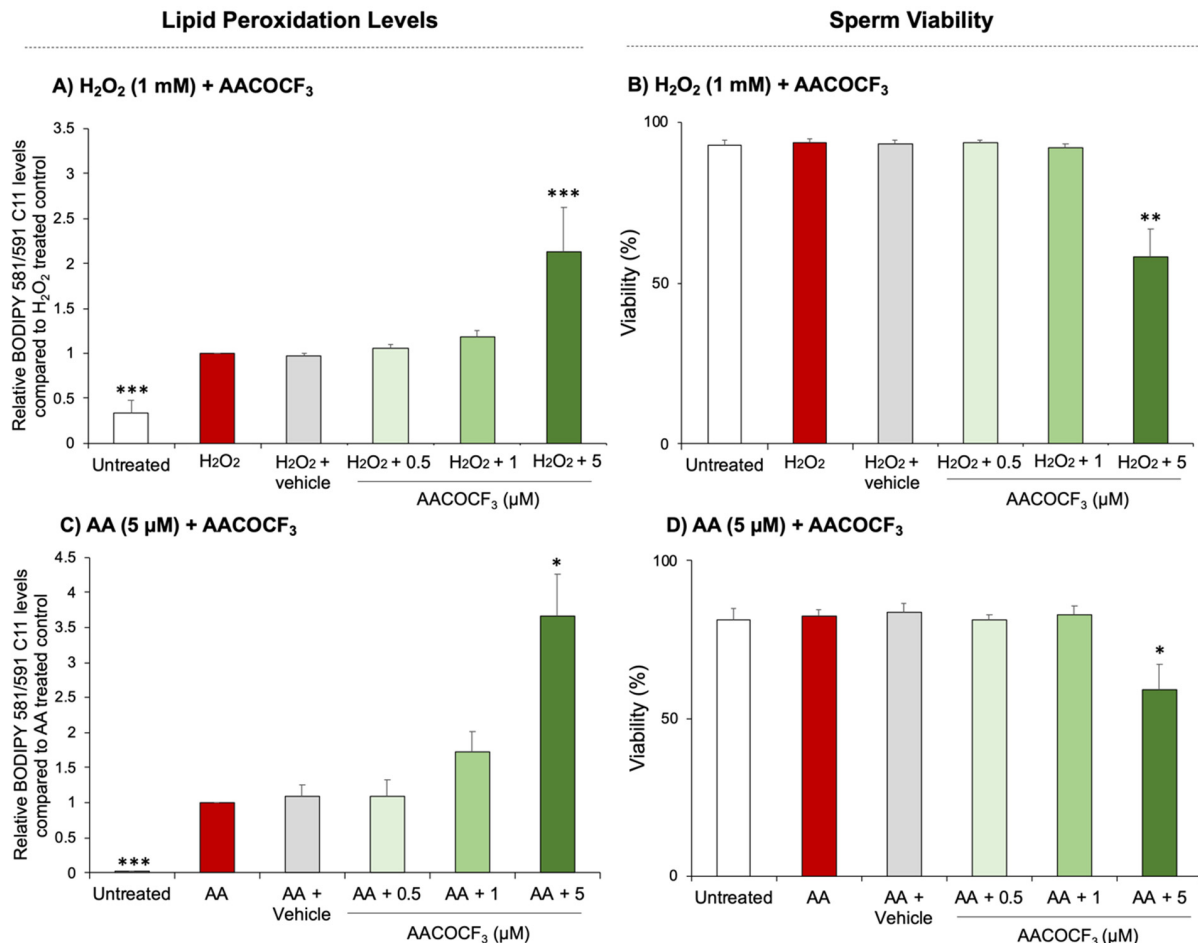 Lipid Peroxidation Levels
Sperm Viability
A) H₂O₂ (1 mM) + AACOCF₃
Relative BODIPY 581/591 C11 levels
compared to H₂O₂ treated control
3.5
3
2.5
2
1.5
1
0.5
0
***
***
Untreated
H₂O₂
H₂O₂ +
vehicle
H₂O₂ + 0.5
H₂O₂ + 1
H₂O₂ + 5
AACOCF₃ (µM)
B) H₂O₂ (1 mM) + AACOCF₃
Viability (%)
100
50
0
**
Untreated
H₂O₂
H₂O₂ +
vehicle
H₂O₂ + 0.5
H₂O₂ + 1
H₂O₂ + 5
AACOCF₃ (µM)
C) AA (5 µM) + AACOCF₃
Relative BODIPY 581/591 C11 levels
compared to AA treated control
4.5
4
3.5
3
2.5
2
1.5
1
0.5
0
***
*
Untreated
AA
AA +
Vehicle
AA + 0.5
AA + 1
AA + 5
AACOCF₃ (µM)
D) AA (5 µM) + AACOCF₃
Viability (%)
100
50
0
*
Untreated
AA
AA +
Vehicle
AA + 0.5
AA + 1
AA + 5
AACOCF₃ (µM)